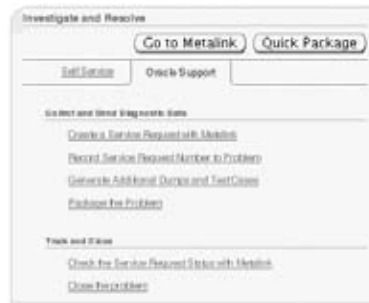 Investigate and Resolve
Go to Metalink
Quick Package
Self Service
Oracle Support
Collect and Send Diagnostic Data
Create a Service Request with Metalink
Record Service Request Number to Problem
Generate Additional Dumps and Test Cases
Package the Problem
Track and Close
Check the Service Request Status with Metalink
Close the problem